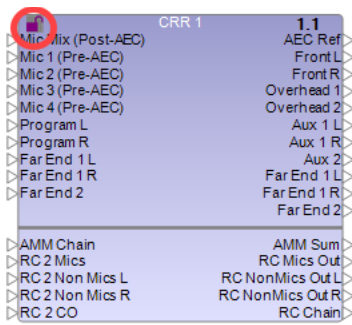 CRR 1 1.1
Mic Mix (Post-AEC) AEC Ref
Mic 1 (Pre-AEC) Front L
Mic 2 (Pre-AEC) Front R
Mic 3 (Pre-AEC) Overhead 1
Mic 4 (Pre-AEC) Overhead 2
Program L Aux 1 L
Program R Aux 1 R
Far End 1 L Aux 2
Far End 1 R Far End 1 L
Far End 2 Far End 1 R
Far End 2
AMM Chain AMM Sum
RC 2 Mics RC Mics Out
RC 2 Non Mics L RC NonMics Out L
RC 2 Non Mics R RC NonMics Out R
RC 2 CO RC Chain